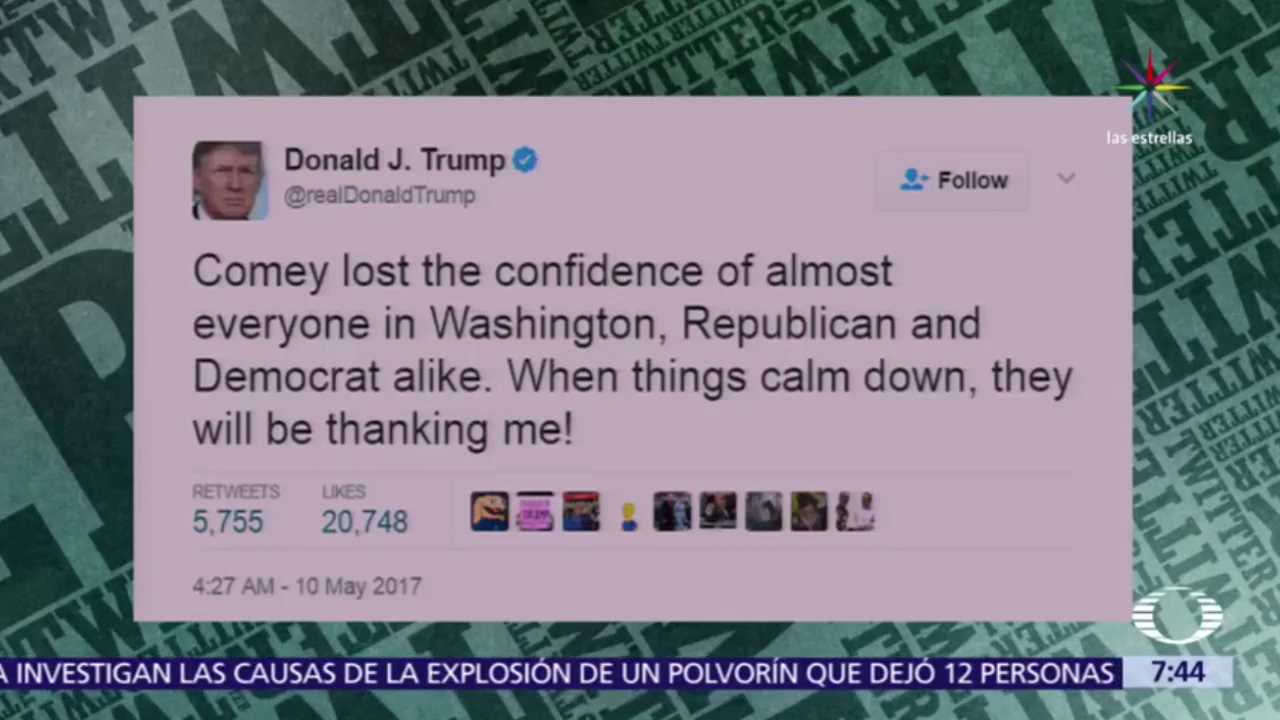 las estrellas
Donald J. Trump
@realDonaldTrump
Follow
Comey lost the confidence of almost
everyone in Washington, Republican and
Democrat alike. When things calm down, they
will be thanking me!
RETWEETS LIKES
5,755 20,748
4:27 AM - 10 May 2017
A INVESTIGAN LAS CAUSAS DE LA EXPLOSIÓN DE UN POLVORÍN QUE DEJÓ 12 PERSONAS 7:44